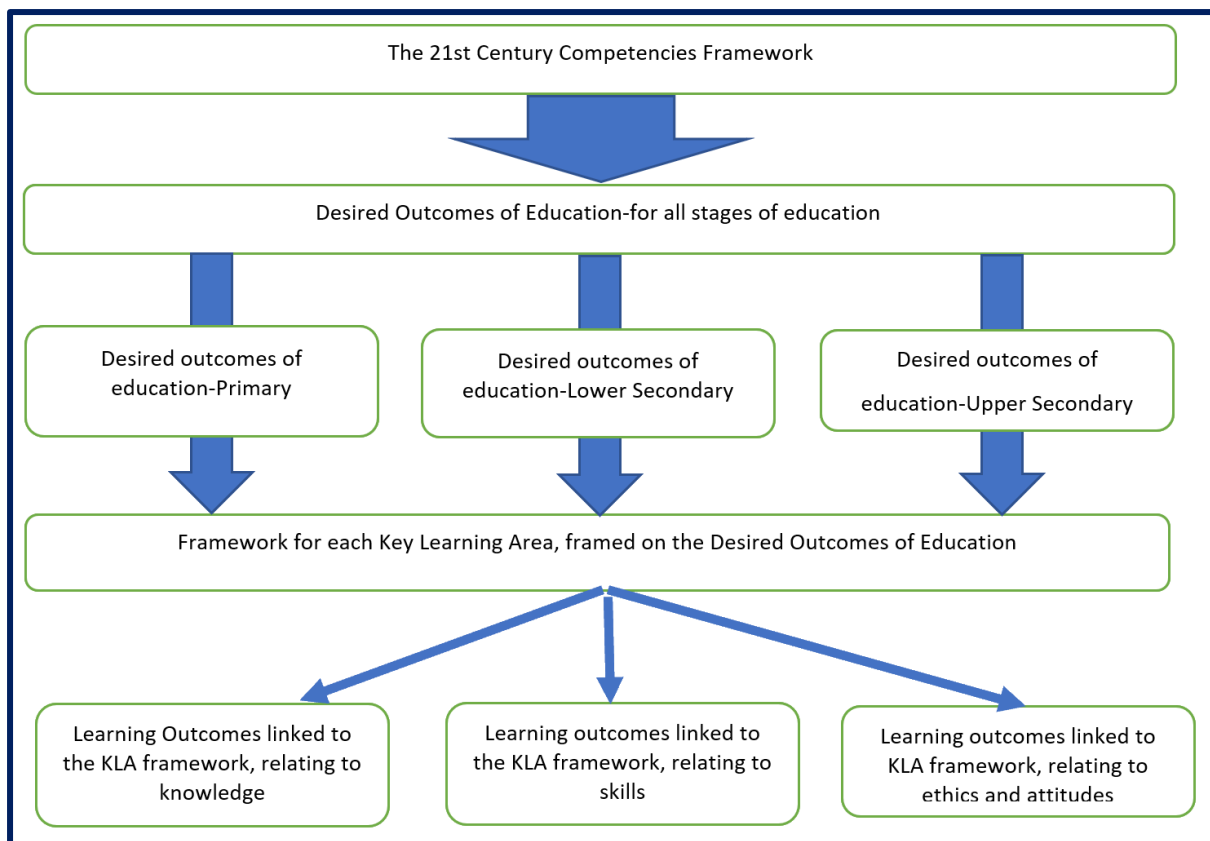 The 21st Century Competencies Framework
Desired Outcomes of Education-for all stages of education
Desired outcomes of
education-Primary
Desired outcomes of
education-Lower Secondary
Desired outcomes of
education-Upper Secondary
Framework for each Key Learning Area, framed on the Desired Outcomes of Education
Learning Outcomes linked to
the KLA framework, relating to
knowledge
Learning outcomes linked to
the KLA framework, relating to
skills
Learning outcomes linked to
KLA framework, relating to
ethics and attitudes